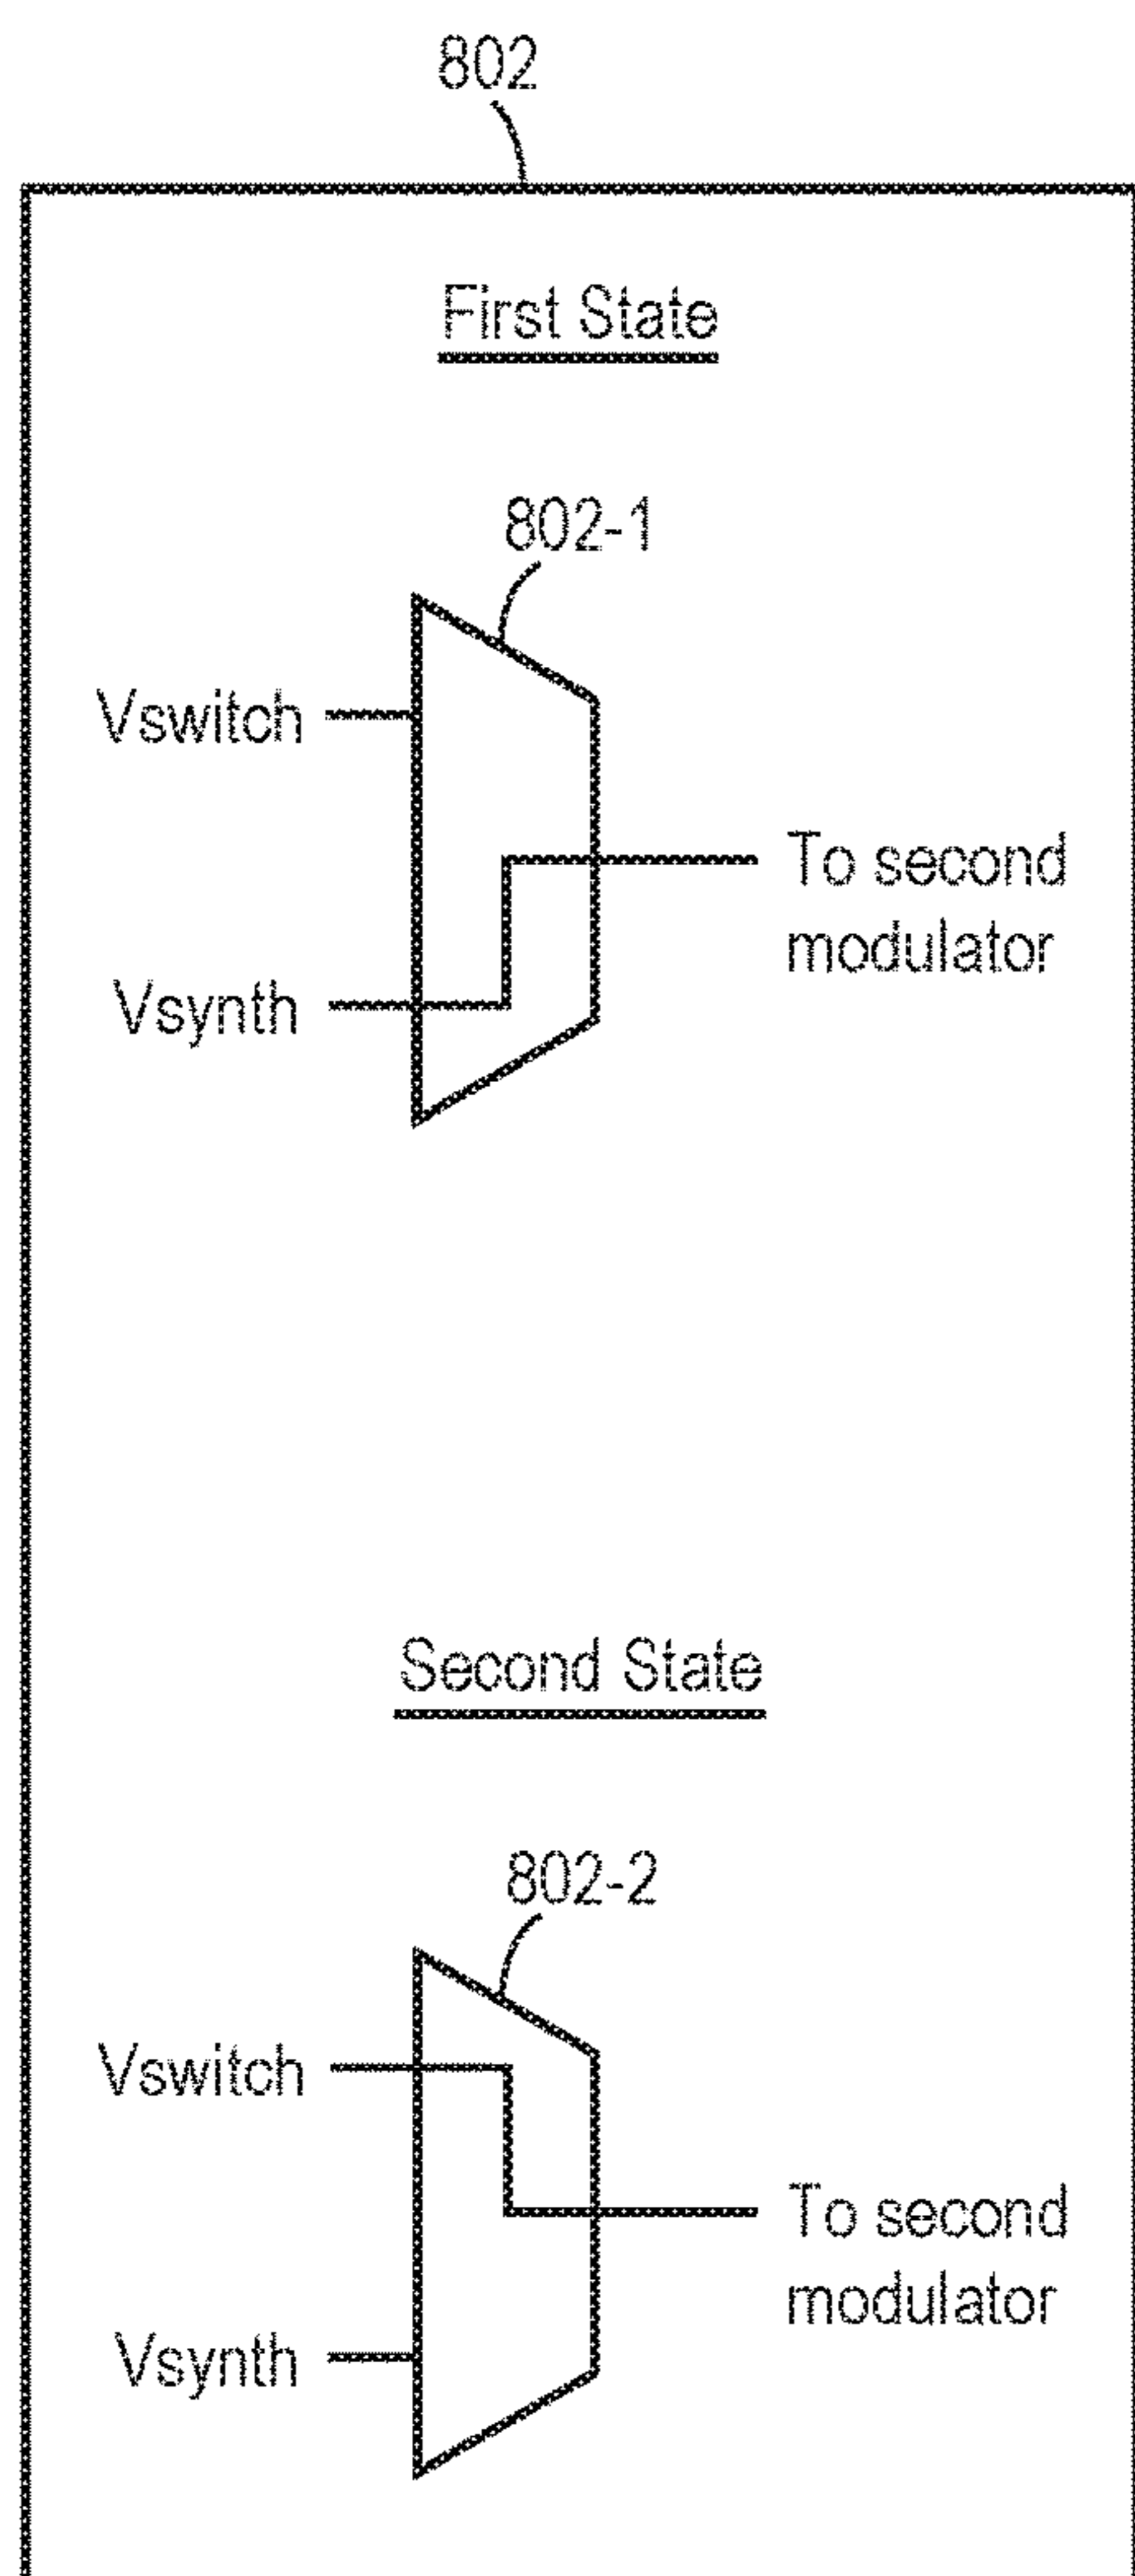 802
First State
802-1
Vswitch
To second
modulator
Vsynth
Second State
802-2
Vswitch
To second
modulator
Vsynth